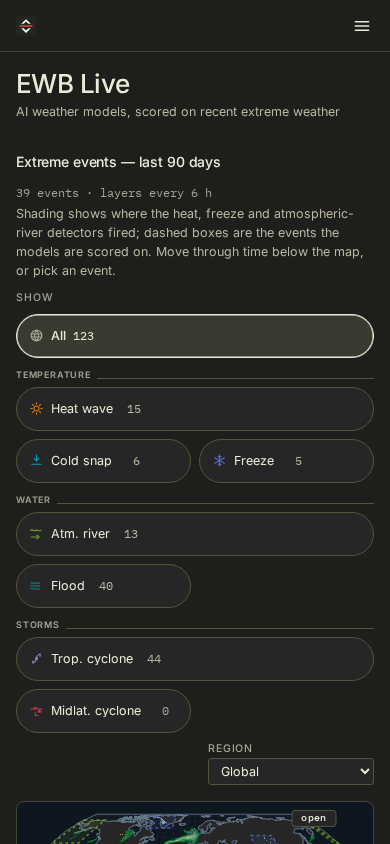 EWB Live
AI weather models, scored on recent extreme weather
Extreme events — last 90 days
39 events · layers every 6 h
Shading shows where the heat, freeze and atmospheric-
river detectors fired; dashed boxes are the events the
models are scored on. Move through time below the map,
or pick an event.
SHOW
All 123
TEMPERATURE
Heat wave 15
Cold snap 6
Freeze 5
WATER
Atm. river 13
Flood 40
STORMS
Trop. cyclone 44
Midlat. cyclone 0
REGION
Global
open